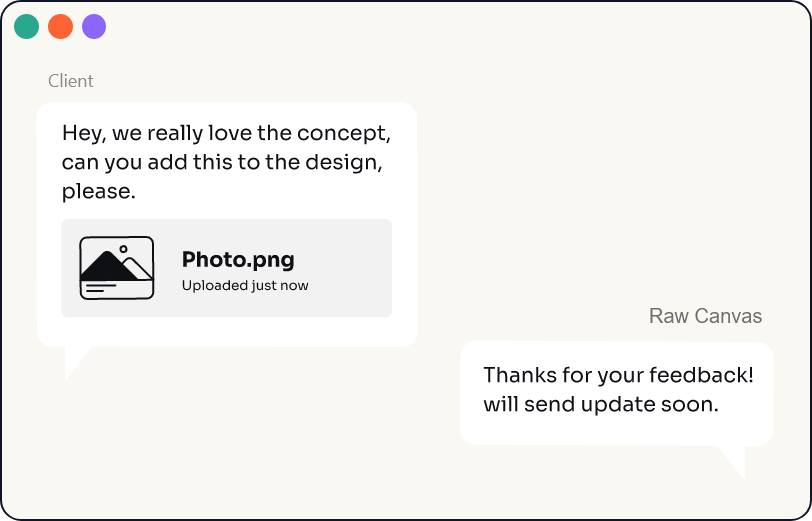 Client
Hey, we really love the concept,
can you add this to the design,
please.
Photo.png
Uploaded just now
Raw Canvas
Thanks for your feedback!
will send update soon.